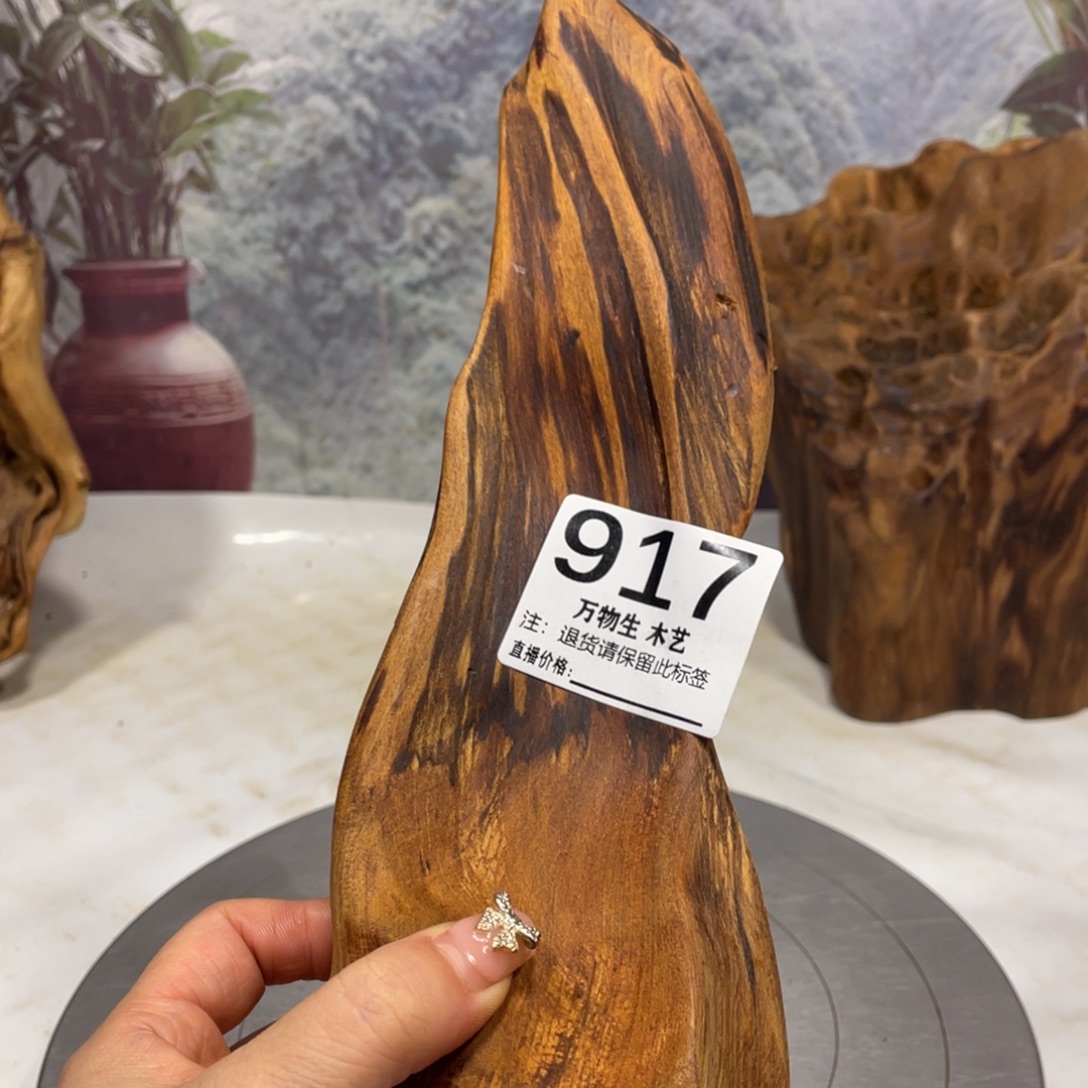 917
万物生 木艺
注：退货请保留此标签
直播价格：